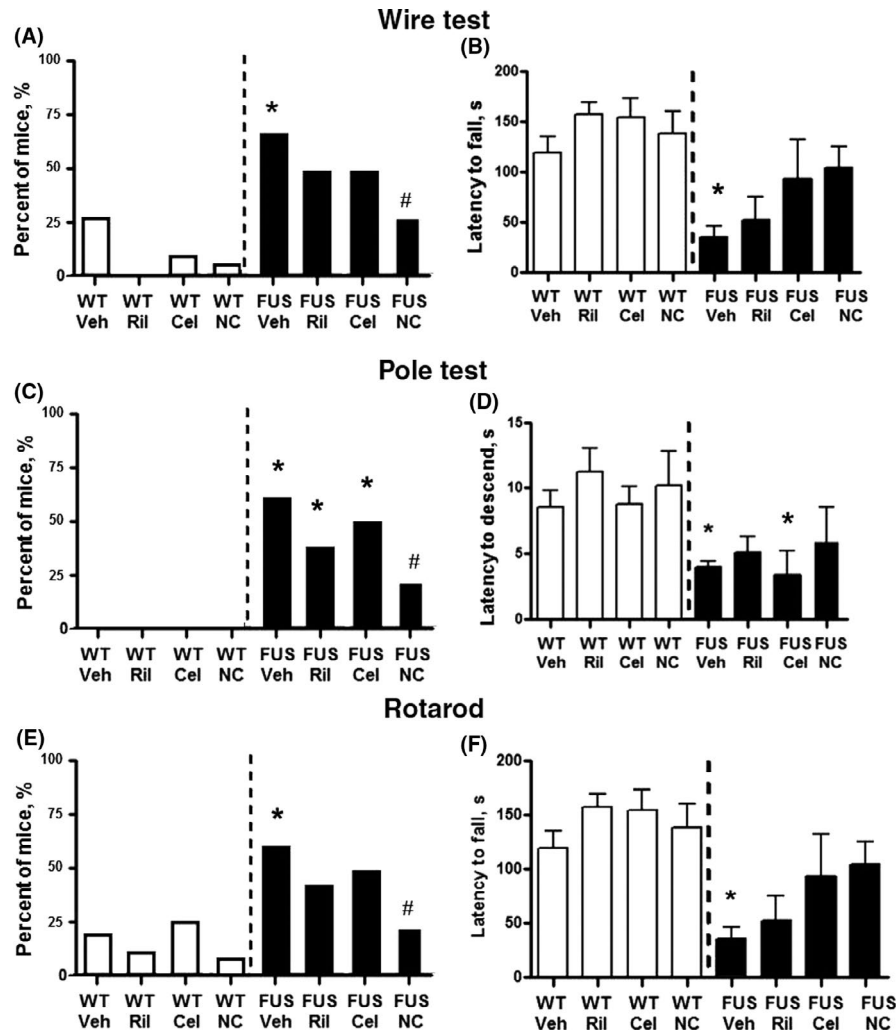 Wire test
(A)
Percent of mice, %
100
75
50
25
0
*
#
WT WT WT WT FUS FUS FUS FUS
Veh Ril Cel NC Veh Ril Cel NC
(B)
Latency to fall, s
200
150
100
50
0
*
WT WT WT WT FUS FUS FUS FUS
Veh Ril Cel NC Veh Ril Cel NC
Pole test
(C)
Percent of mice, %
100
75
50
25
0
*
*
*
#
WT WT WT WT FUS FUS FUS FUS
Veh Ril Cel NC Veh Ril Cel NC
(D)
Latency to descend, s
15
10
5
0
*
*
WT WT WT WT FUS FUS FUS FUS
Veh Ril Cel NC Veh Ril Cel NC
Rotarod
(E)
Percent of mice, %
100
75
50
25
0
*
#
WT WT WT WT FUS FUS FUS FUS
Veh Ril Cel NC Veh Ril Cel NC
(F)
Latency to fall, s
200
150
100
50
0
*
WT WT WT WT FUS FUS FUS FUS
Veh Ril Cel NC Veh Ril Cel NC